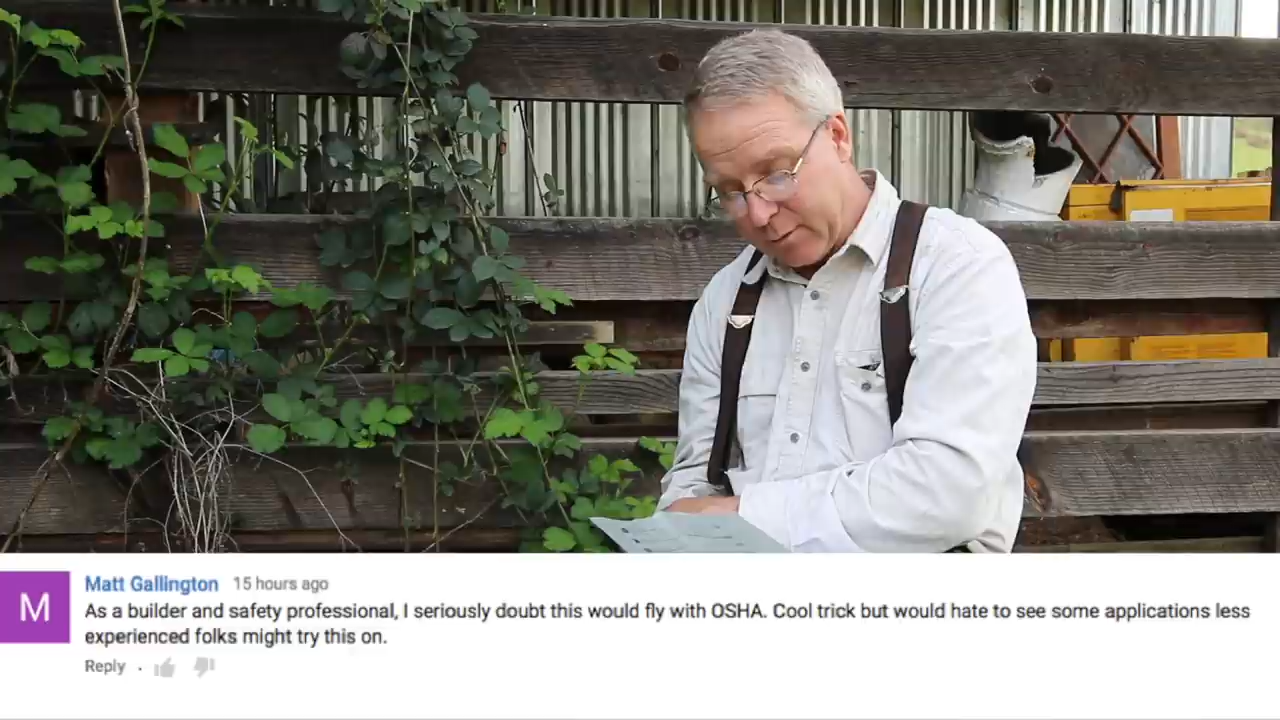 M
Matt Gallington 15 hours ago
As a builder and safety professional, I seriously doubt this would fly with OSHA. Cool trick but would hate to see some applications less
experienced folks might try this on.
Reply .